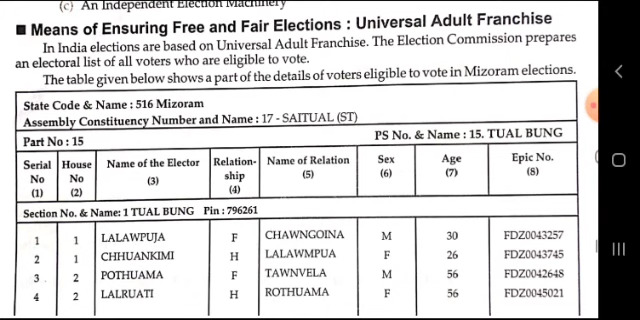 (c) An Independent Election Machinery
■ Means of Ensuring Free and Fair Elections : Universal Adult Franchise
In India elections are based on Universal Adult Franchise. The Election Commission prepares
an electoral list of all voters who are eligible to vote.
The table given below shows a part of the details of voters eligible to vote in Mizoram elections.
State Code & Name : 516 Mizoram
Assembly Constituency Number and Name : 17 - SAITUAL (ST)
Part No : 15 PS No. & Name : 15. TUAL BUNG
Serial House Name of the Elector Relation- Name of Relation Sex Age Epic No.
No No (3) ship (5) (6) (7) (8)
(1) (2) (4)
Section No. & Name: 1 TUAL BUNG Pin : 796261
1 1 LALAWPUJA F CHAWNGOINA M 30 FDZ0043257
2 1 CHHUANKIMI H LALAWMPUA F 26 FDZ0043745
3 2 POTHUAMA F TAWNVELA M 56 FDZ0042648
4 2 LALRUATI H ROTHUAMA F 56 FDZ0045021